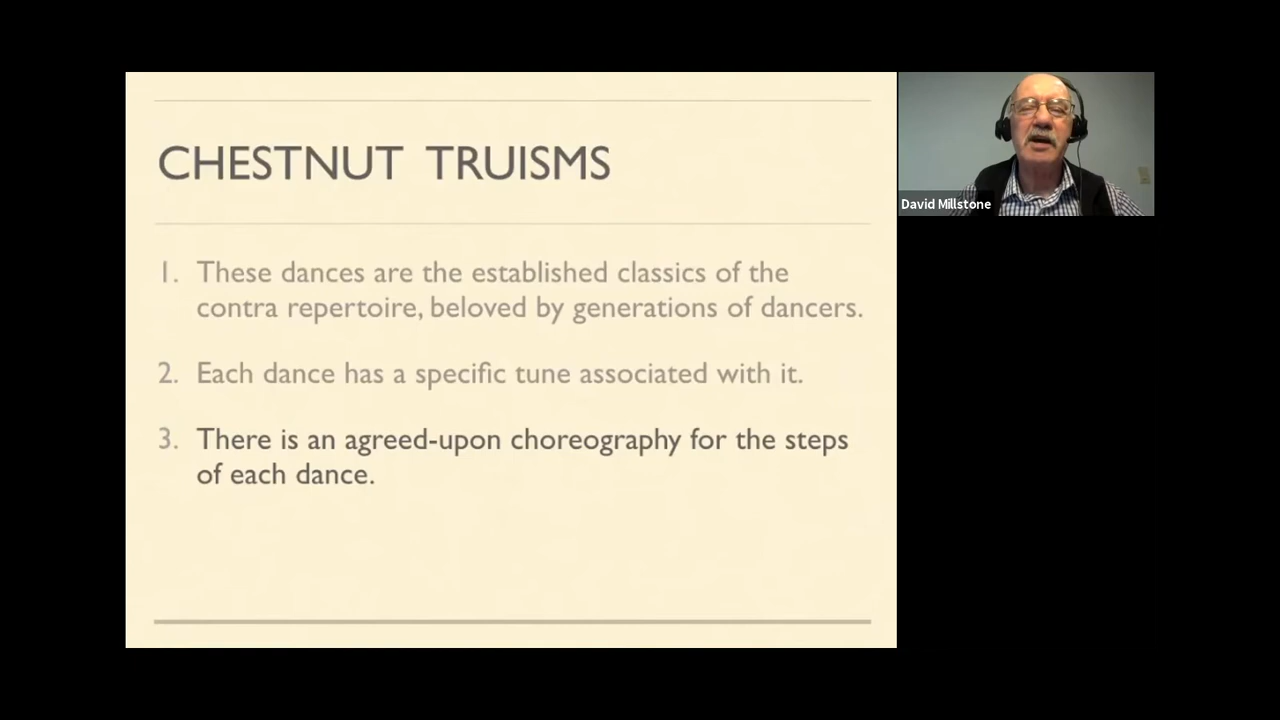 CHESTNUT TRUISMS
1. These dances are the established classics of the
contra repertoire, beloved by generations of dancers.
2. Each dance has a specific tune associated with it.
3. There is an agreed-upon choreography for the steps
of each dance.
David Millstone